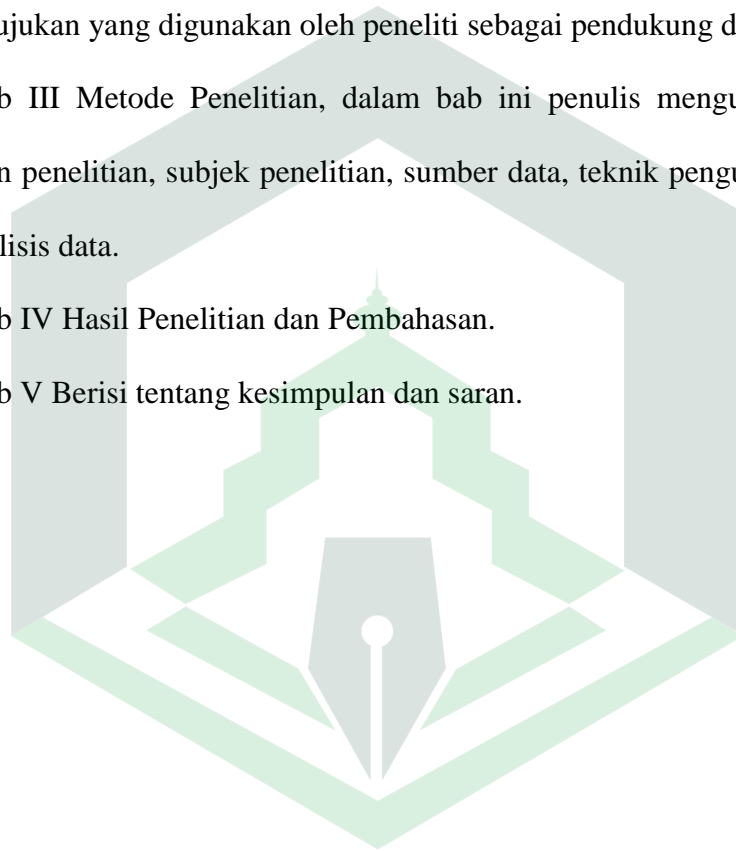 ujukan yang digunakan oleh peneliti sebagai pendukung d
b III Metode Penelitian, dalam bab ini penulis mengu
n penelitian, subjek penelitian, sumber data, teknik pengu
lisis data.
b IV Hasil Penelitian dan Pembahasan.
b V Berisi tentang kesimpulan dan saran.